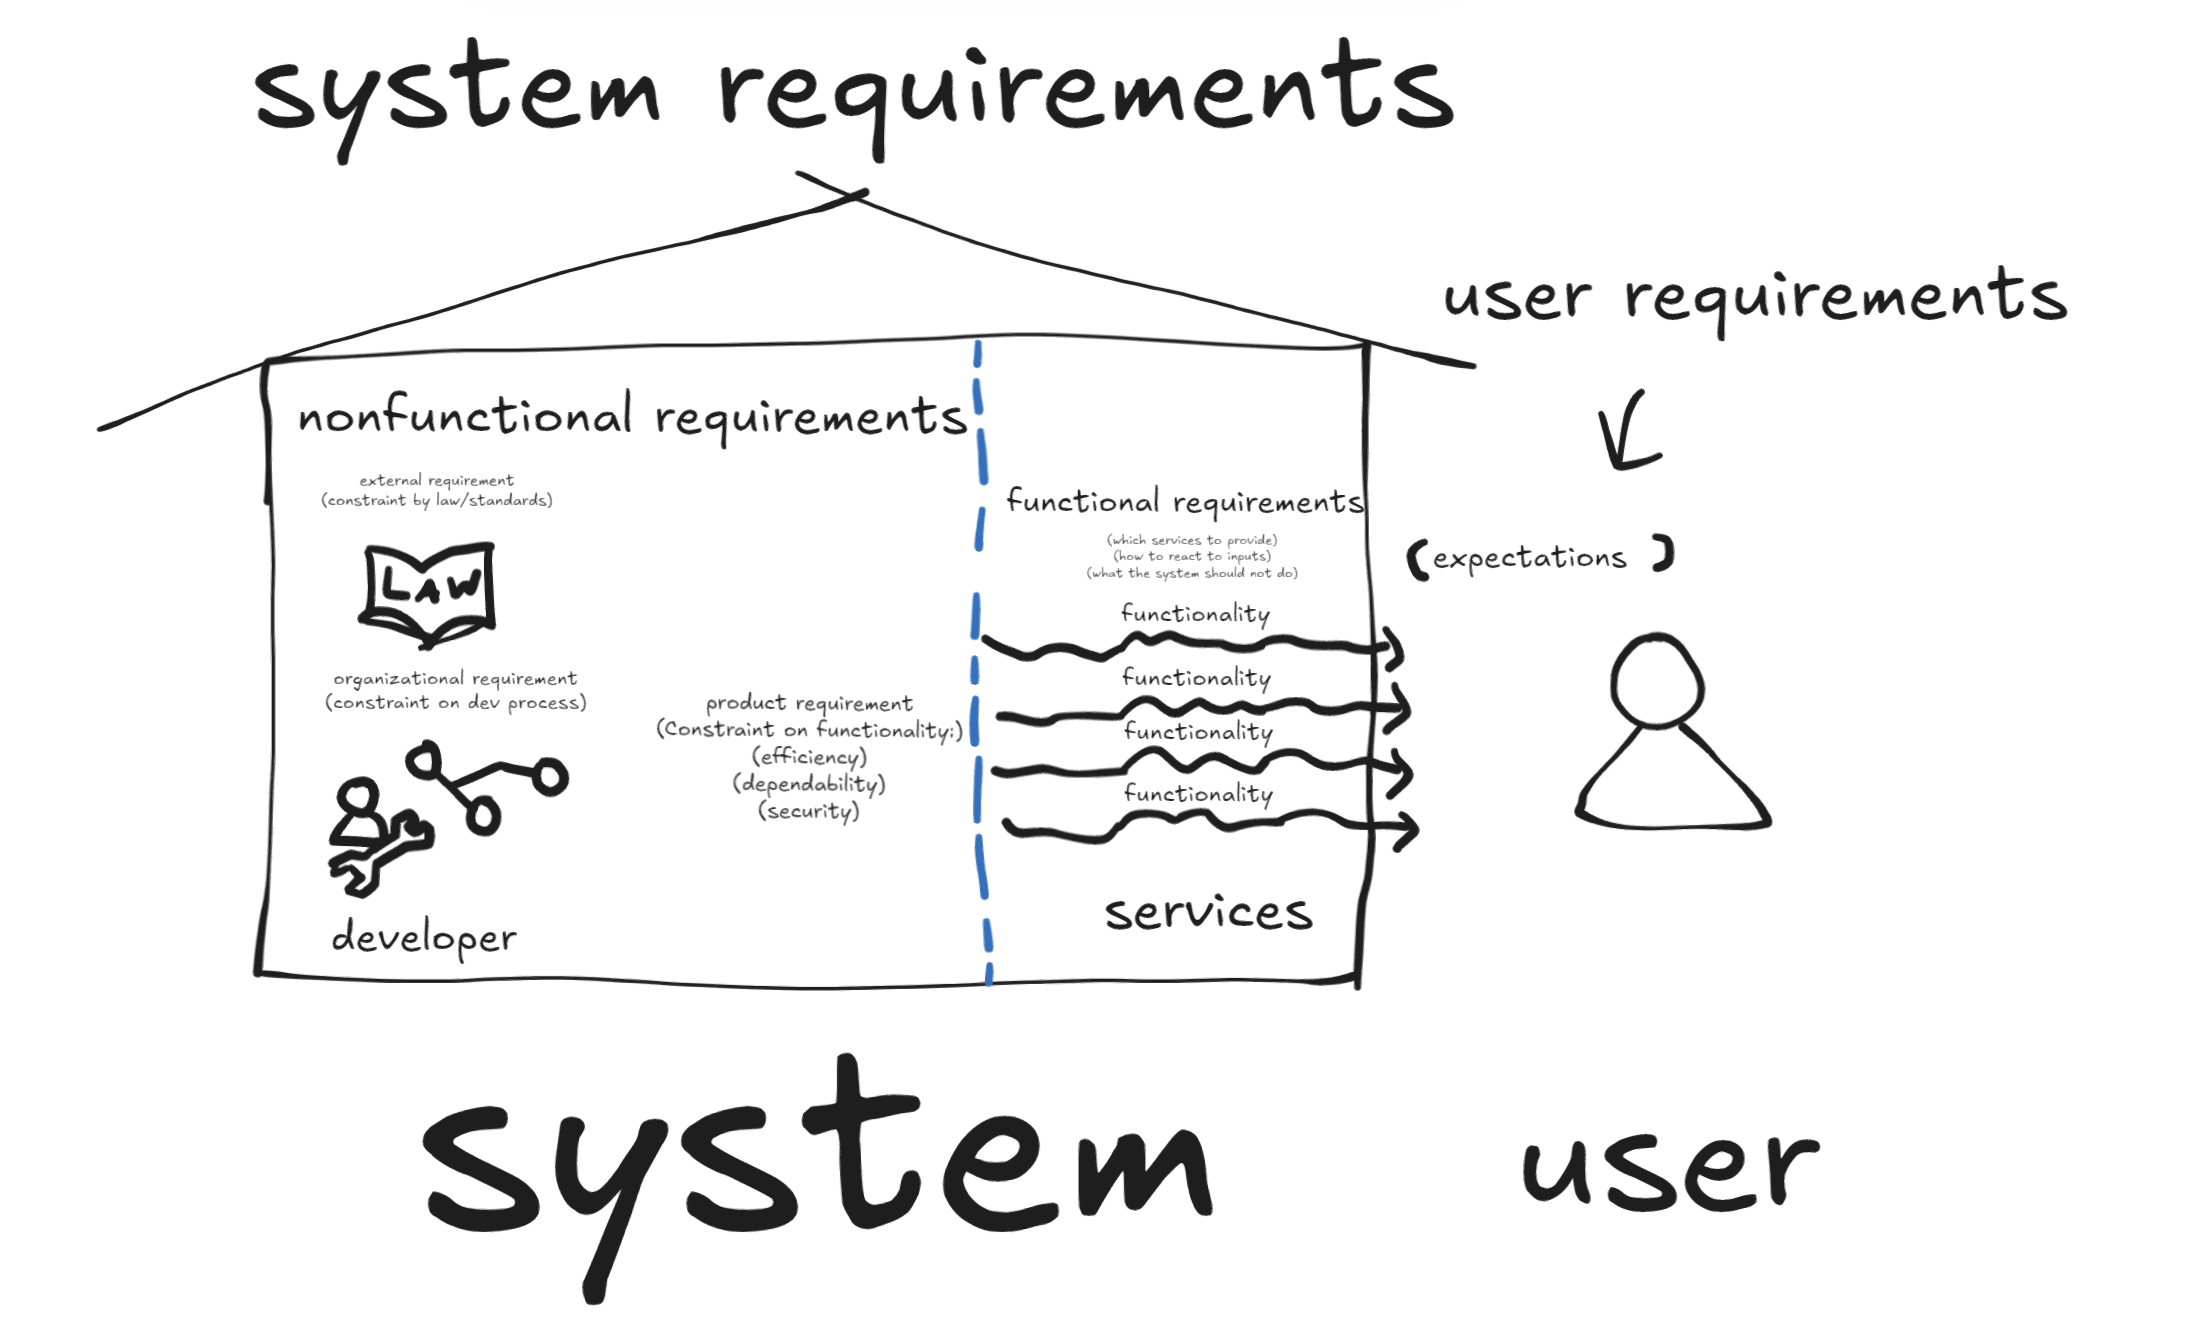 system requirements
user requirements
nonfunctional requirements
external requirement
(constraint by law/standards)
LAW
organizational requirement
(constraint on dev process)
developer
product requirement
(Constraint on functionality:)
(efficiency)
(dependability)
(security)
functional requirements
(which services to provide)
(how to react to inputs)
(what the system should not do)
functionality
functionality
functionality
functionality
services
(expectations )
system
user